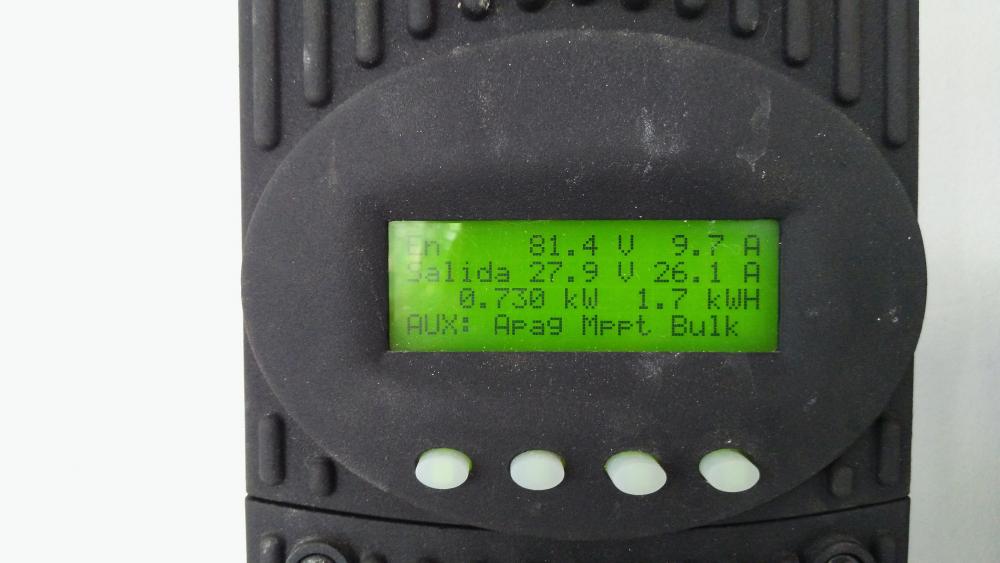 En 81.4 V 9.7 A
Salida 27.9 V 26.1 A
0.730 kW 1.7 kWH
AUX: Apag Mppt Bulk